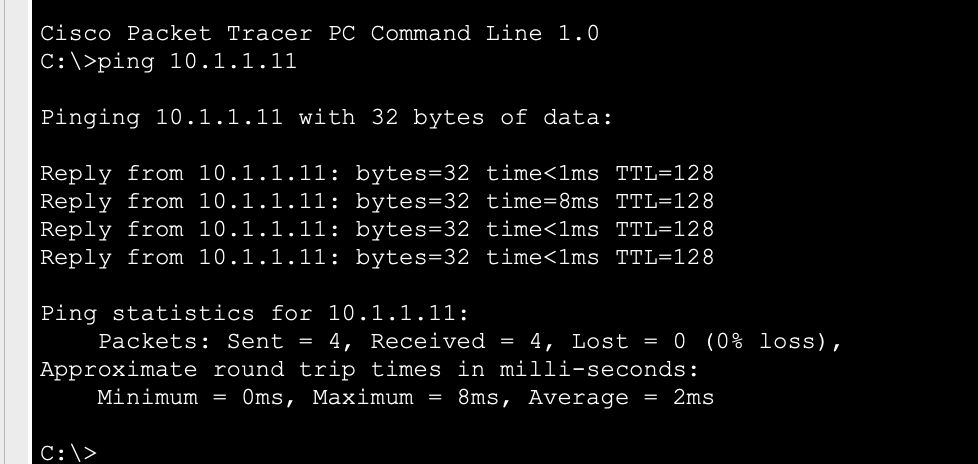 Cisco Packet Tracer PC Command Line 1.0
C:\>ping 10.1.1.11
Pinging 10.1.1.11 with 32 bytes of data:
Reply from 10.1.1.11: bytes=32 time<1ms TTL=128
Reply from 10.1.1.11: bytes=32 time=8ms TTL=128
Reply from 10.1.1.11: bytes=32 time<1ms TTL=128
Reply from 10.1.1.11: bytes=32 time<1ms TTL=128
Ping statistics for 10.1.1.11:
    Packets: Sent = 4, Received = 4, Lost = 0 (0% loss),
Approximate round trip times in milli-seconds:
    Minimum = 0ms, Maximum = 8ms, Average = 2ms
C:\>